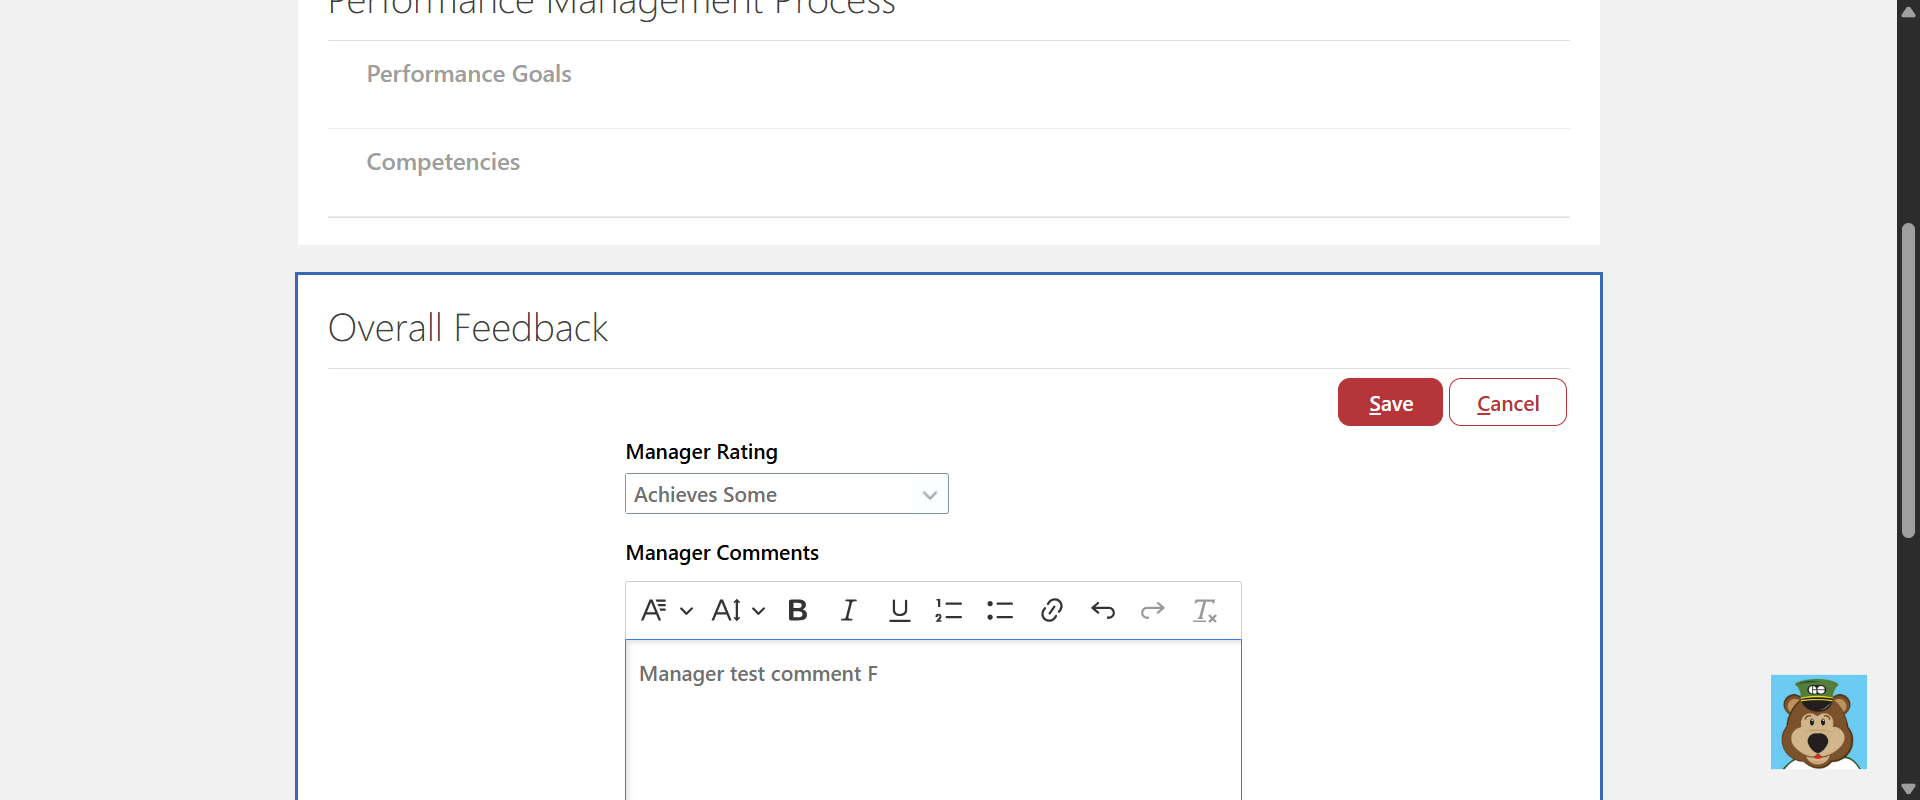 Performance Management Process
Performance Goals
Competencies
Overall Feedback
Save Cancel
Manager Rating
Achieves Some
Manager Comments
Manager test comment F